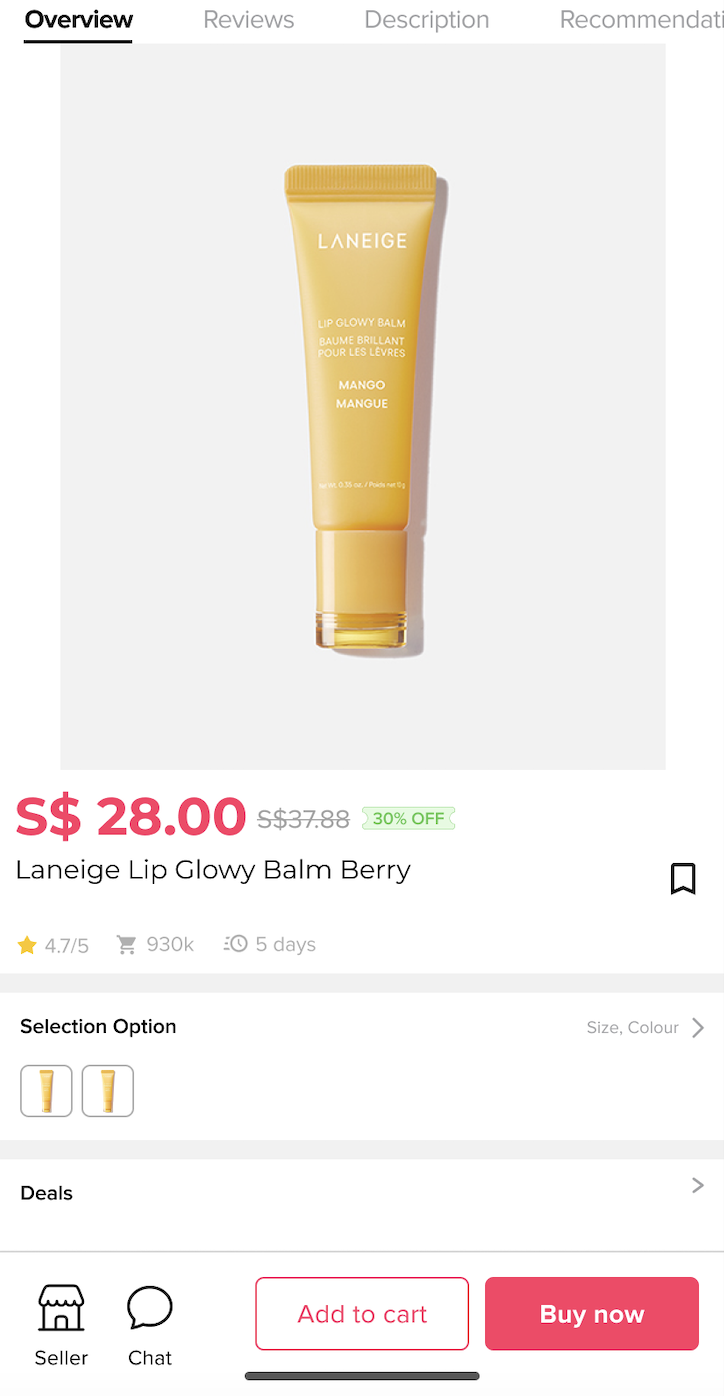 Overview Reviews Description Recommendati
LANEIGE
LIP GLOWY BALM
BAUME BRILLANT
POUR LES LÈVRES
MANGO
MANGUE
Net Wt. 0.35 oz. / Poids net 10 g
S$ 28.00 S$37.88 30% OFF
Laneige Lip Glowy Balm Berry
4.7/5 930k 5 days
Selection Option Size, Colour
Deals
Add to cart Buy now
Seller Chat